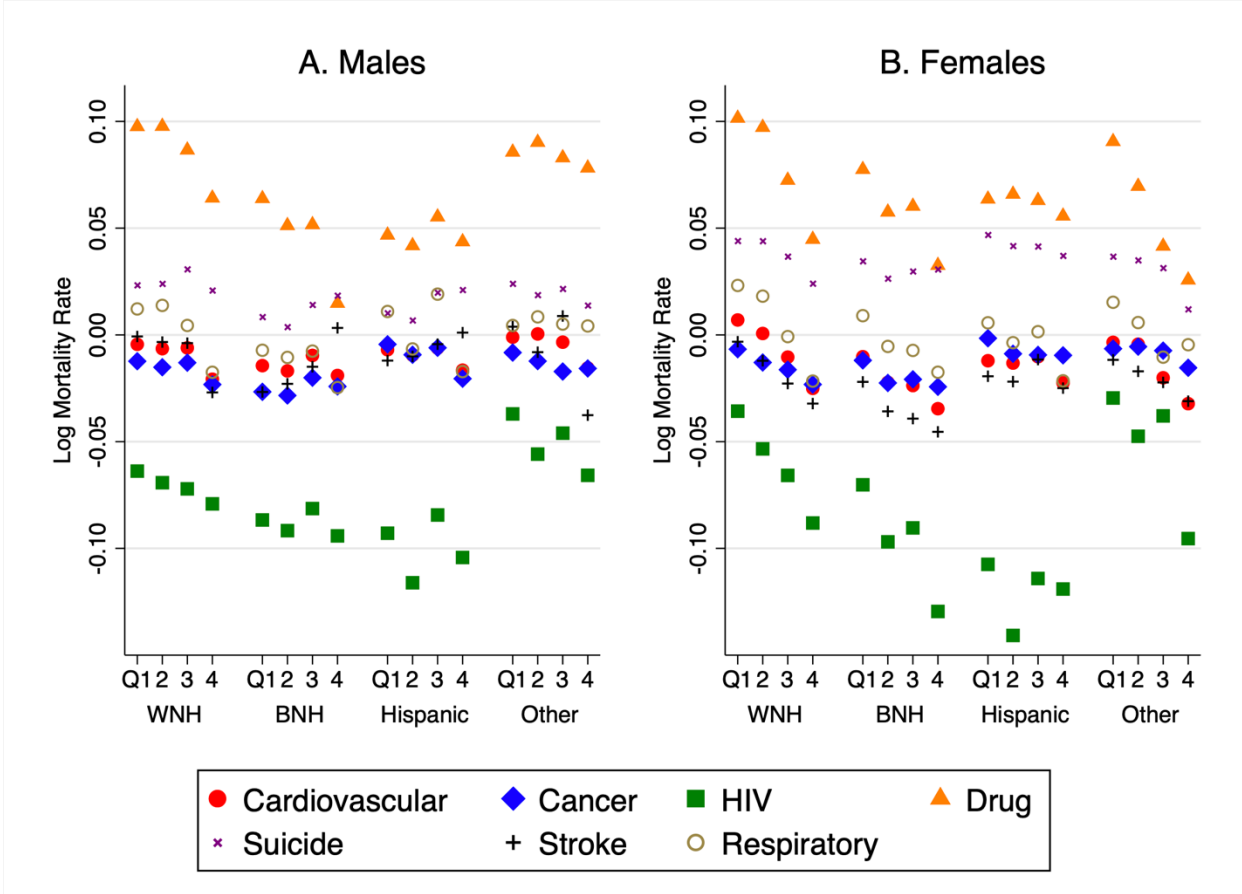 A. Males
B. Females
Log Mortality Rate
0.10
0.05
0.00
-0.05
-0.10
Q1 2 3 4 Q1 2 3 4 Q1 2 3 4 Q1 2 3 4
WNH BNH Hispanic Other
Log Mortality Rate
0.10
0.05
0.00
-0.05
-0.10
Q1 2 3 4 Q1 2 3 4 Q1 2 3 4 Q1 2 3 4
WNH BNH Hispanic Other
Cardiovascular Cancer HIV Drug
Suicide Stroke Respiratory